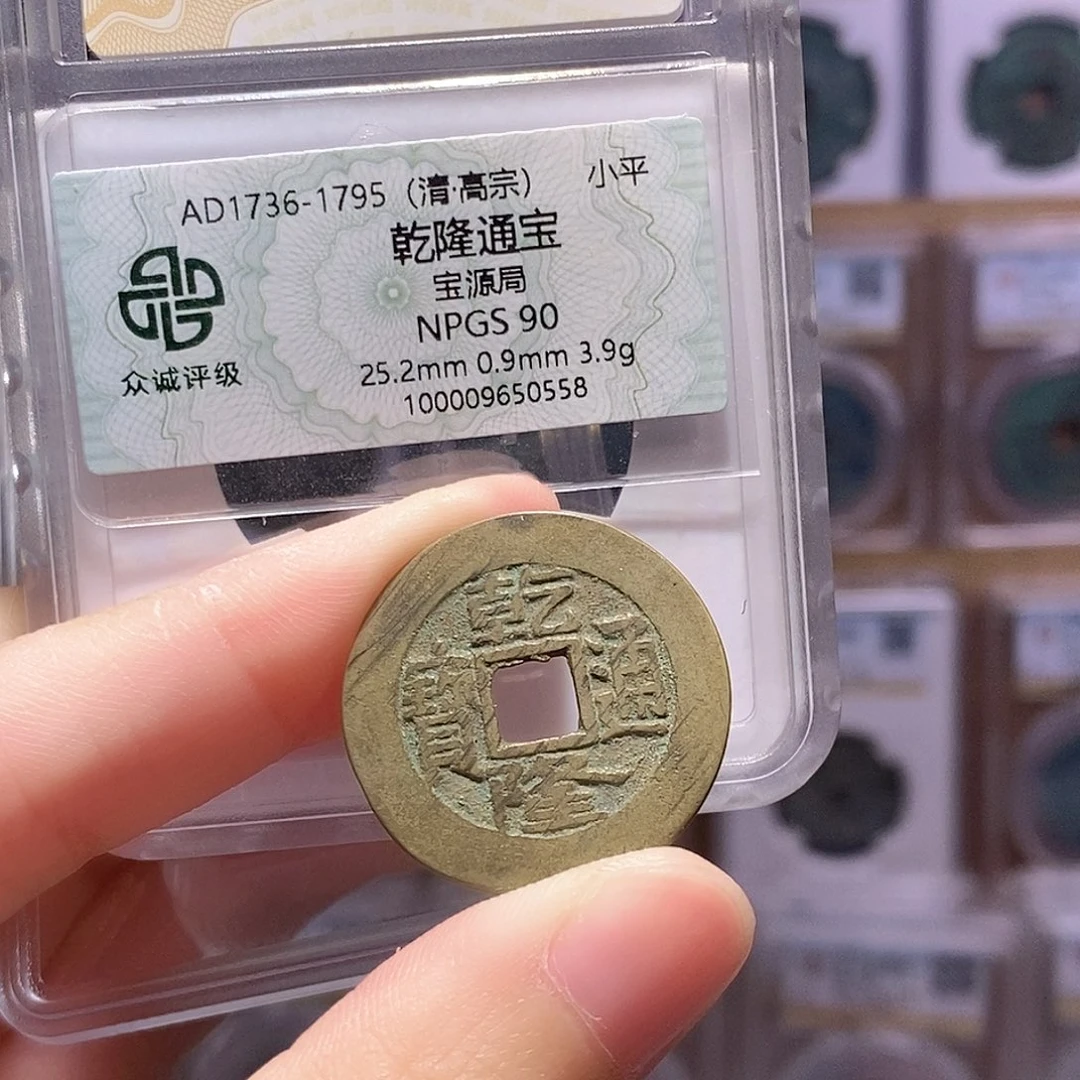 AD1736-1795（清·高宗） 小平
乾隆通宝
宝源局
NPGS 90
25.2mm 0.9mm 3.9g
100009650558
众诚评级
乾隆通寶